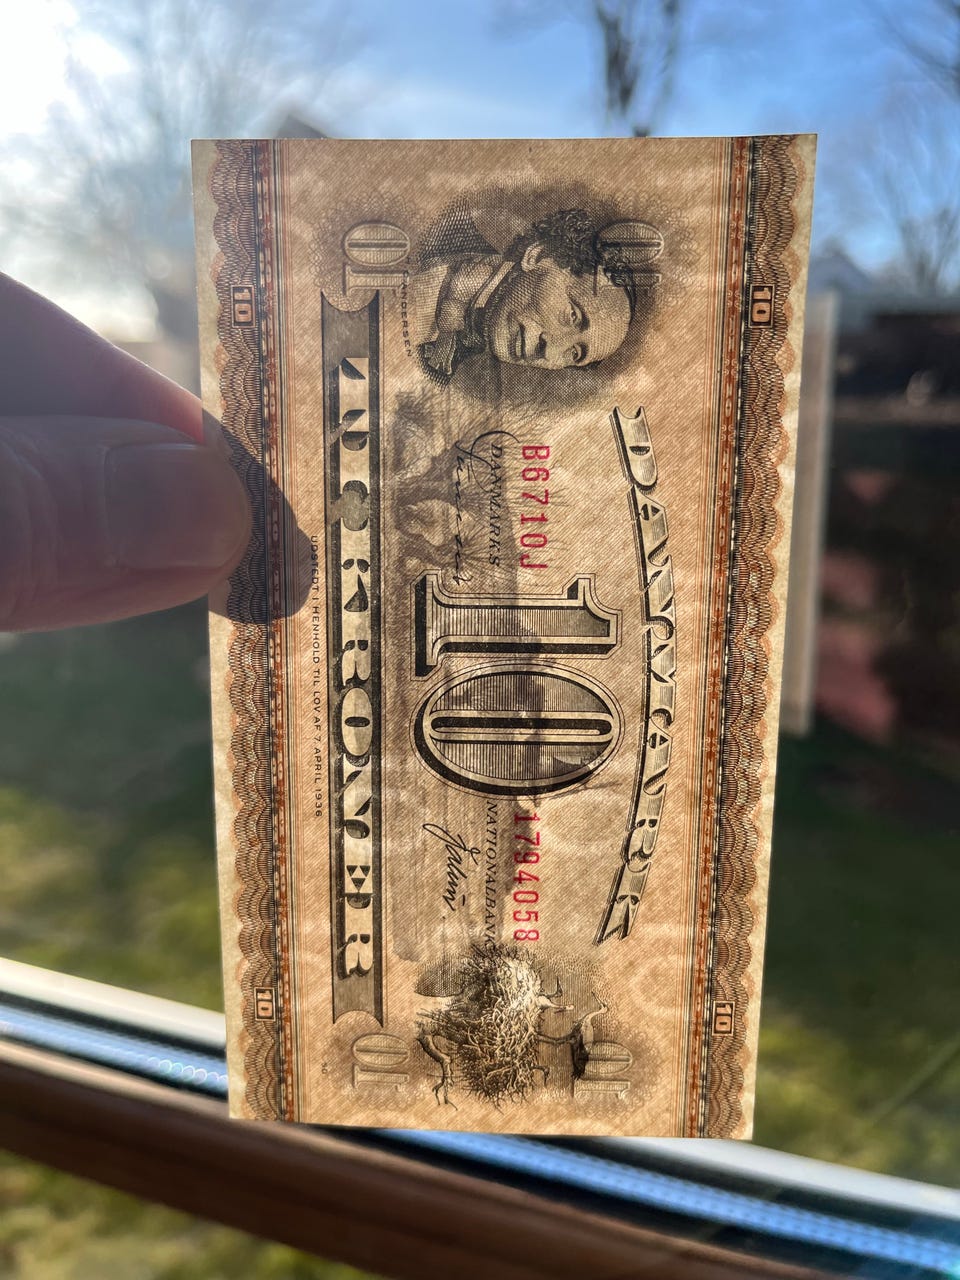 10 10
10 DANMARK 10
B6710J 1794058
DANMARKS 10 NATIONALBANK
ANDERSEN
10 TI KRONER 10
UDSTEDT I HENHOLD TIL LOV AF 7. APRIL 1936
10 10